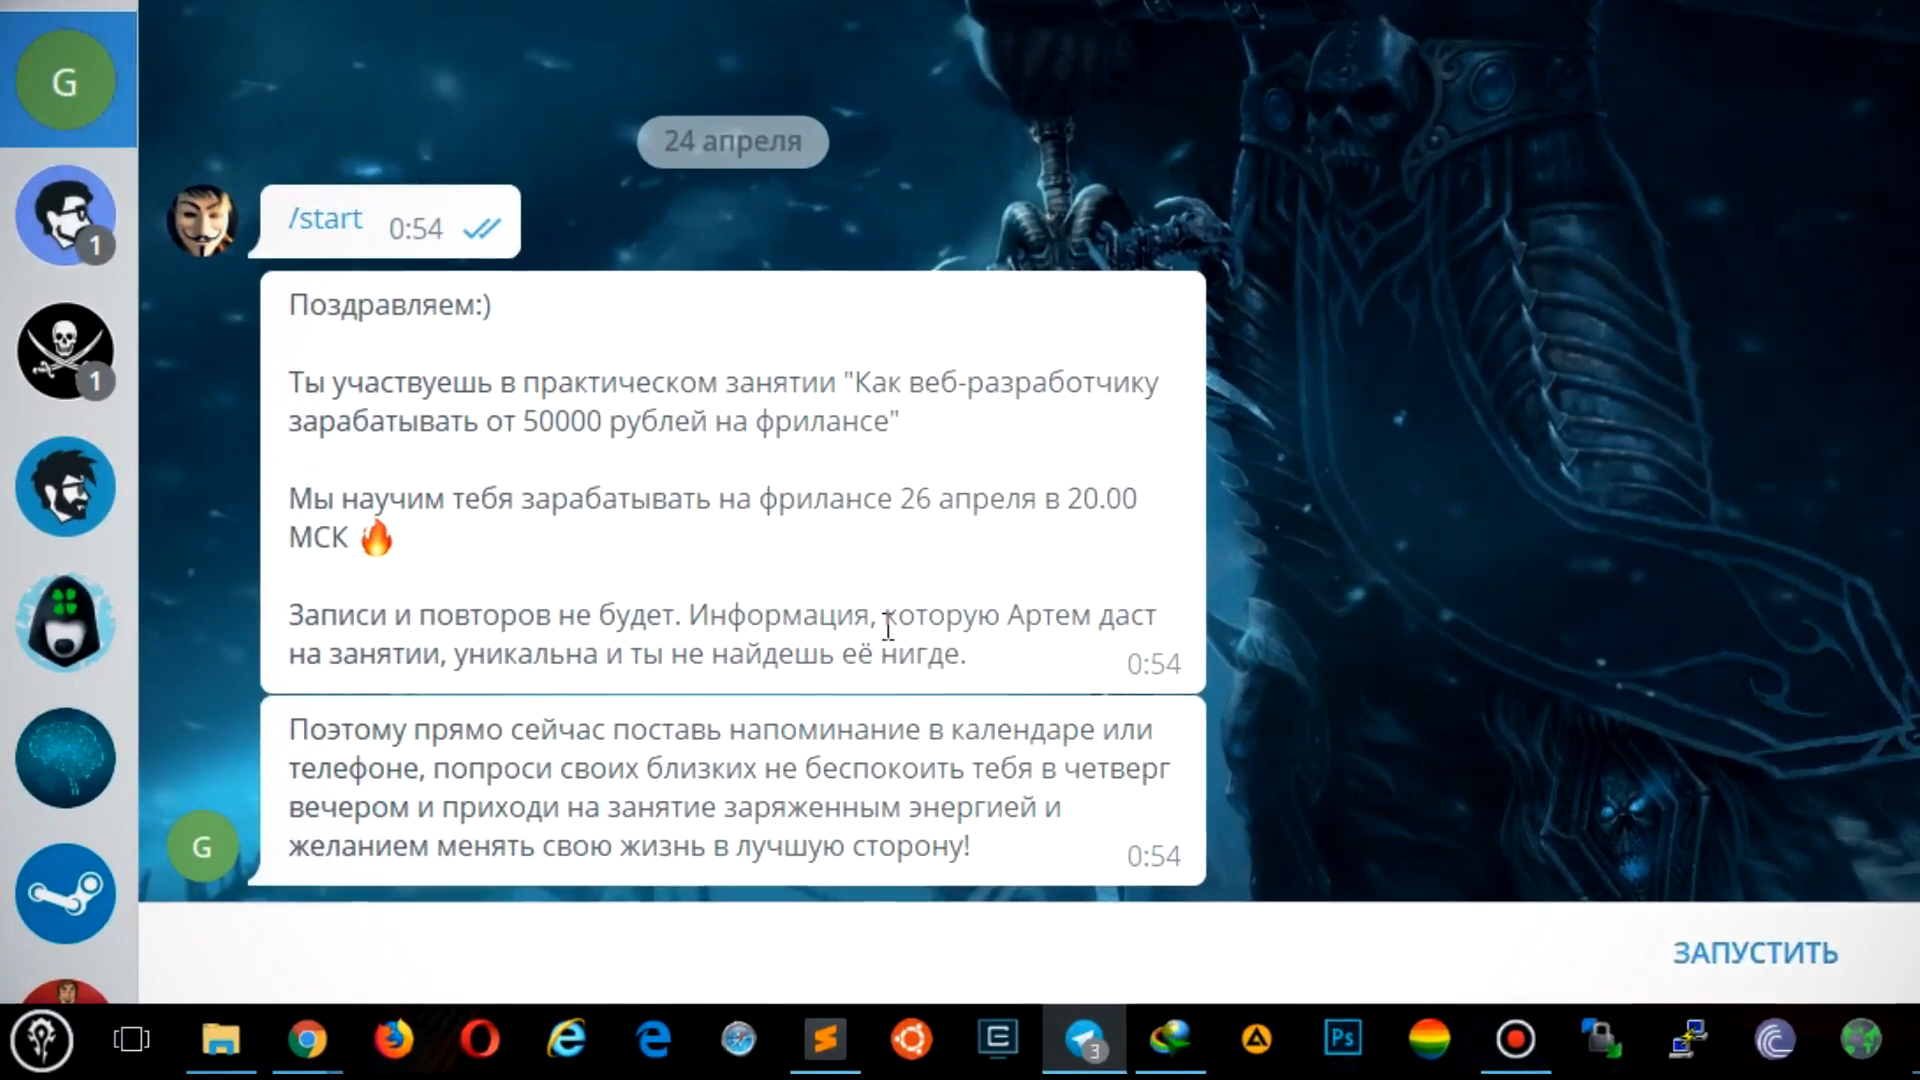 G
24 апреля
/start 0:54
1
Поздравляем:)
1
Ты участвуешь в практическом занятии "Как веб-разработчику
зарабатывать от 50000 рублей на фрилансе"
Мы научим тебя зарабатывать на фрилансе 26 апреля в 20.00
МСК
Записи и повторов не будет. Информация, которую Артем даст
на занятии, уникальна и ты не найдешь её нигде.
0:54
Поэтому прямо сейчас поставь напоминание в календаре или
телефоне, попроси своих близких не беспокоить тебя в четверг
вечером и приходи на занятие заряженным энергией и
желанием менять свою жизнь в лучшую сторону!
0:54
G
ЗАПУСТИТЬ
3
Ps